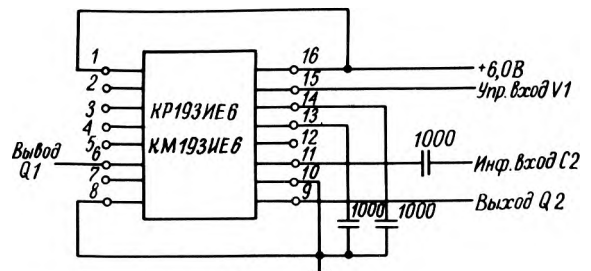 1
2
3
4
5
6
7
8
Вывод
Q1
КР193ИЕ6
КМ193ИЕ6
16
15
14
13
12
11
10
9
+6,0В
Упр. вход V1
1000
Инф. вход С2
Выход Q2
1000
1000